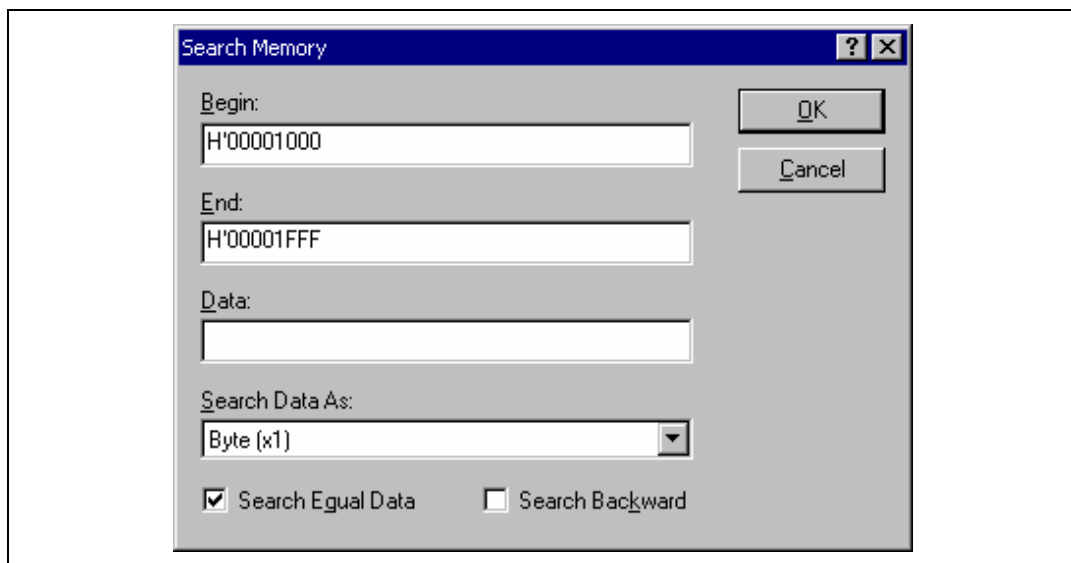 Search Memory
Begin:
OK
H'00001000
Cancel
End:
H'00001FFF
Data:
Search Data As:
Byte (x1)
Search Egual Data Search Backward